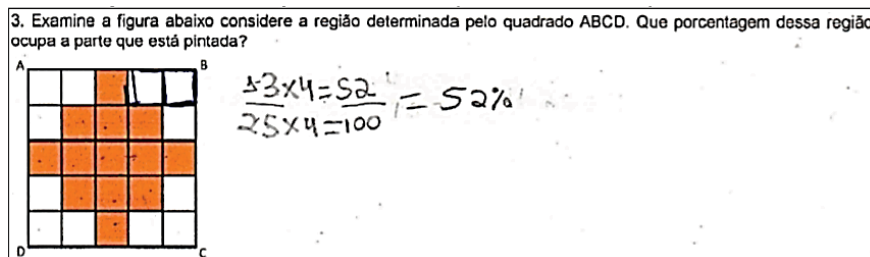 3. Examine a figura abaixo considere a região determinada pelo quadrado ABCD. Que porcentagem dessa região
ocupa a parte que está pintada?
A B
13x4=52 = 52%
25x4=100
D C